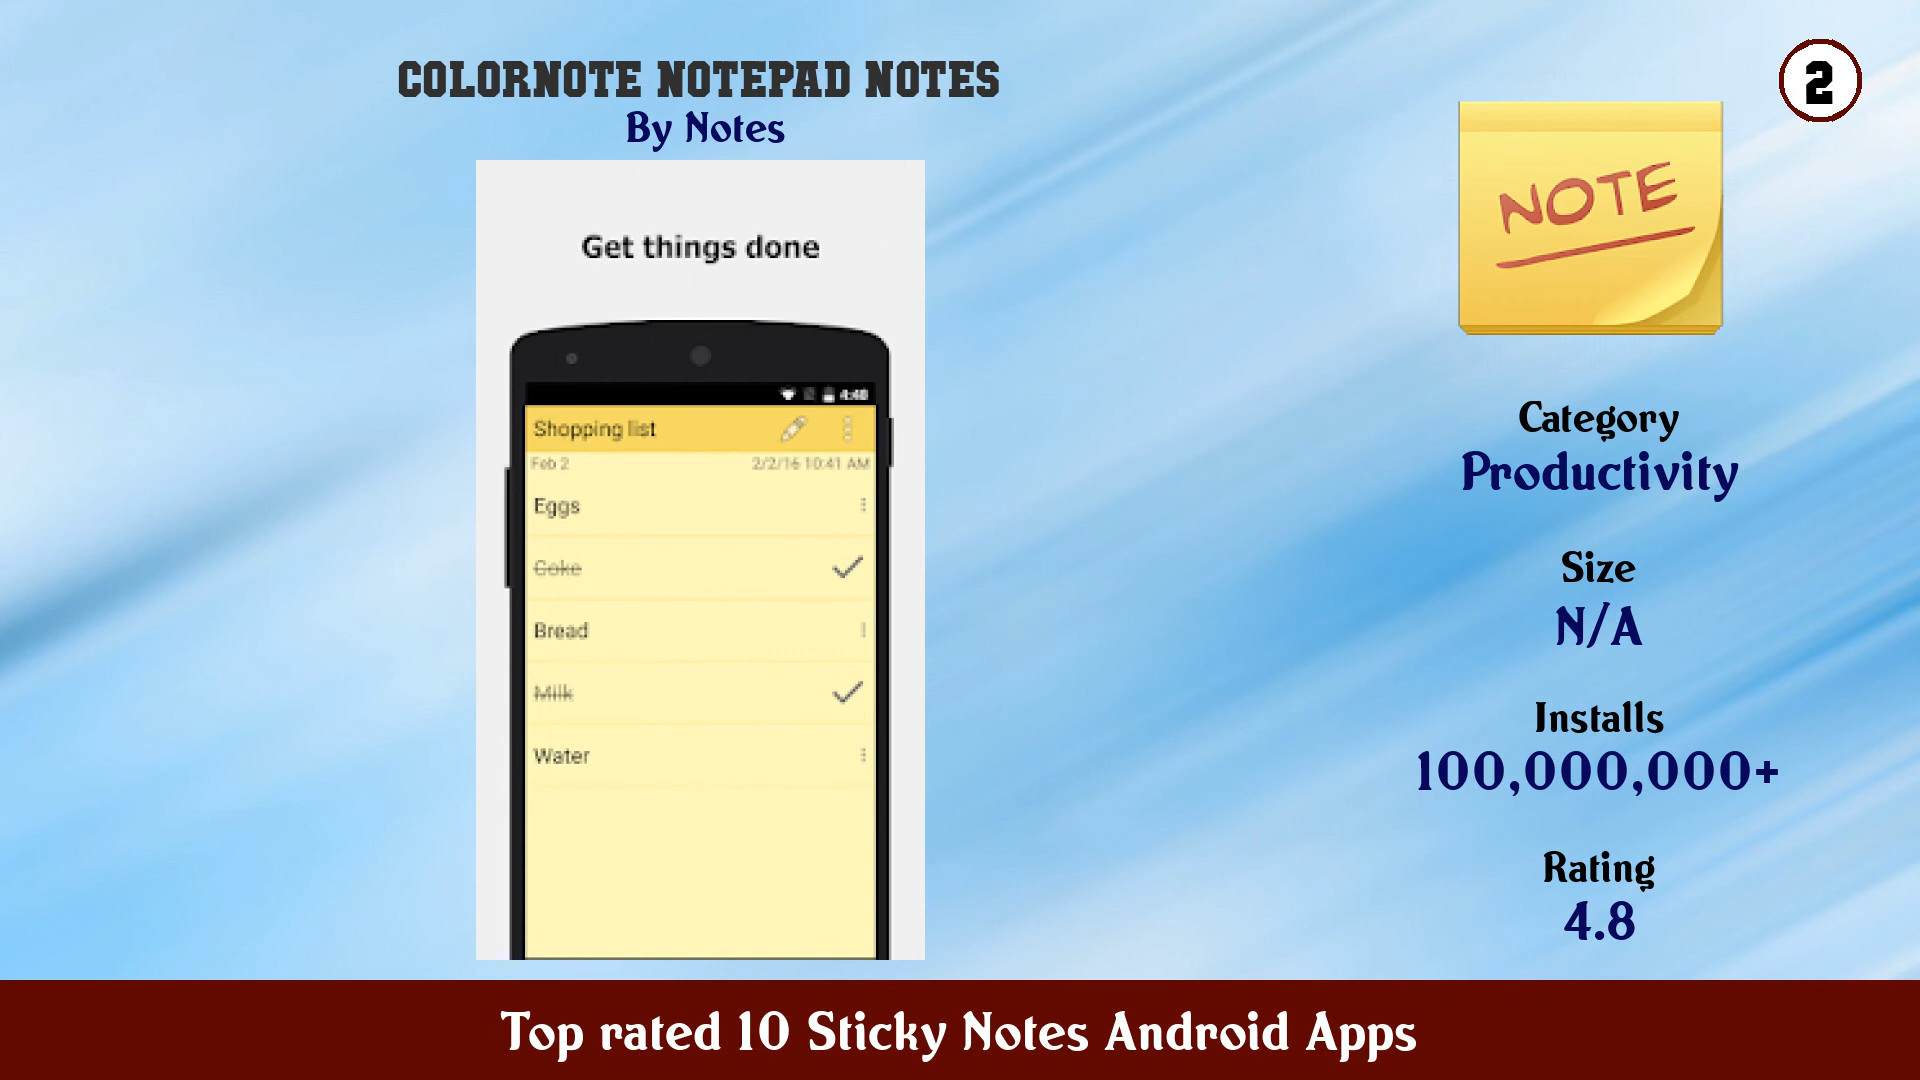 COLORNOTE NOTEPAD NOTES
By Notes
2
NOTE
Get things done
4:40
Shopping list
Feb 2 2/2/16 10:41 AM
Eggs
Coke
Bread
Milk
Water
Category
Productivity
Size
N/A
Installs
100,000,000+
Rating
4.8
Top rated 10 Sticky Notes Android Apps